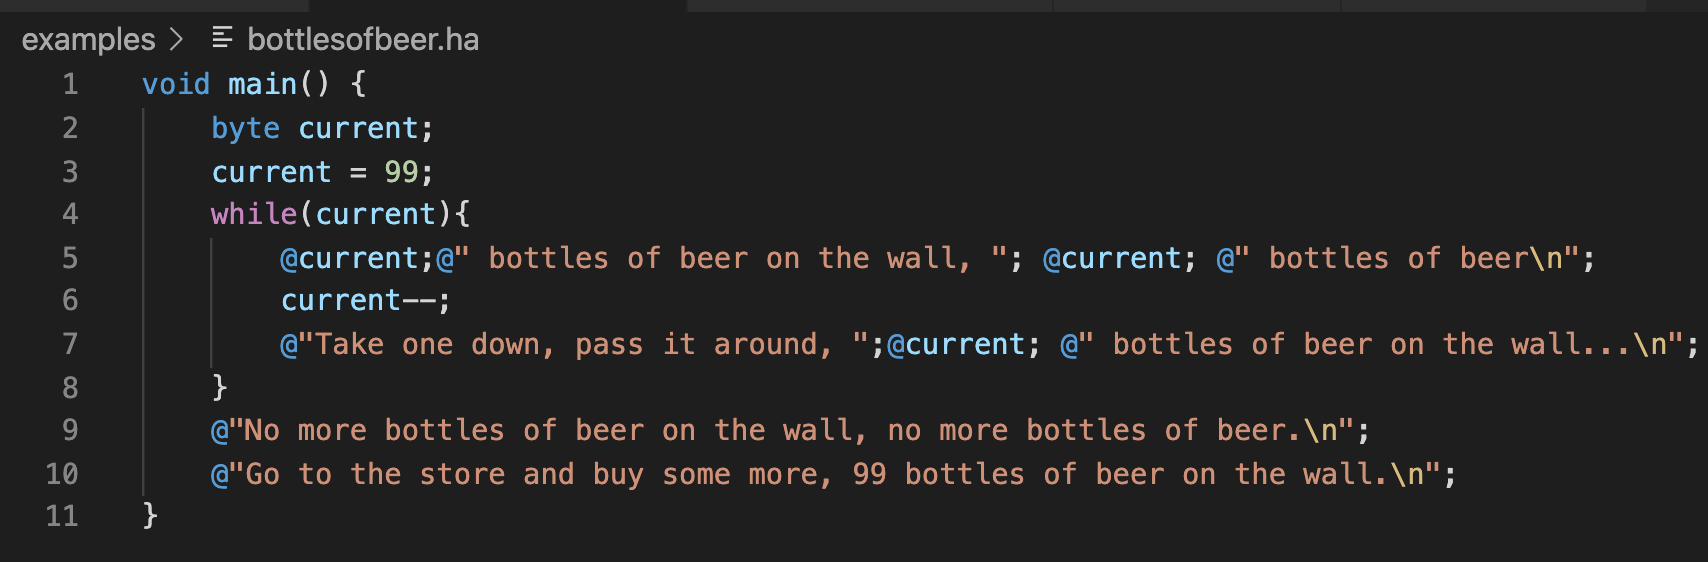 examples > bottlesofbeer.ha
1 void main() {
2 byte current;
3 current = 99;
4 while(current){
5 @current;@" bottles of beer on the wall, "; @current; @" bottles of beer\n";
6 current--;
7 @"Take one down, pass it around, ";@current; @" bottles of beer on the wall...\n";
8 }
9 @"No more bottles of beer on the wall, no more bottles of beer.\n";
10 @"Go to the store and buy some more, 99 bottles of beer on the wall.\n";
11 }